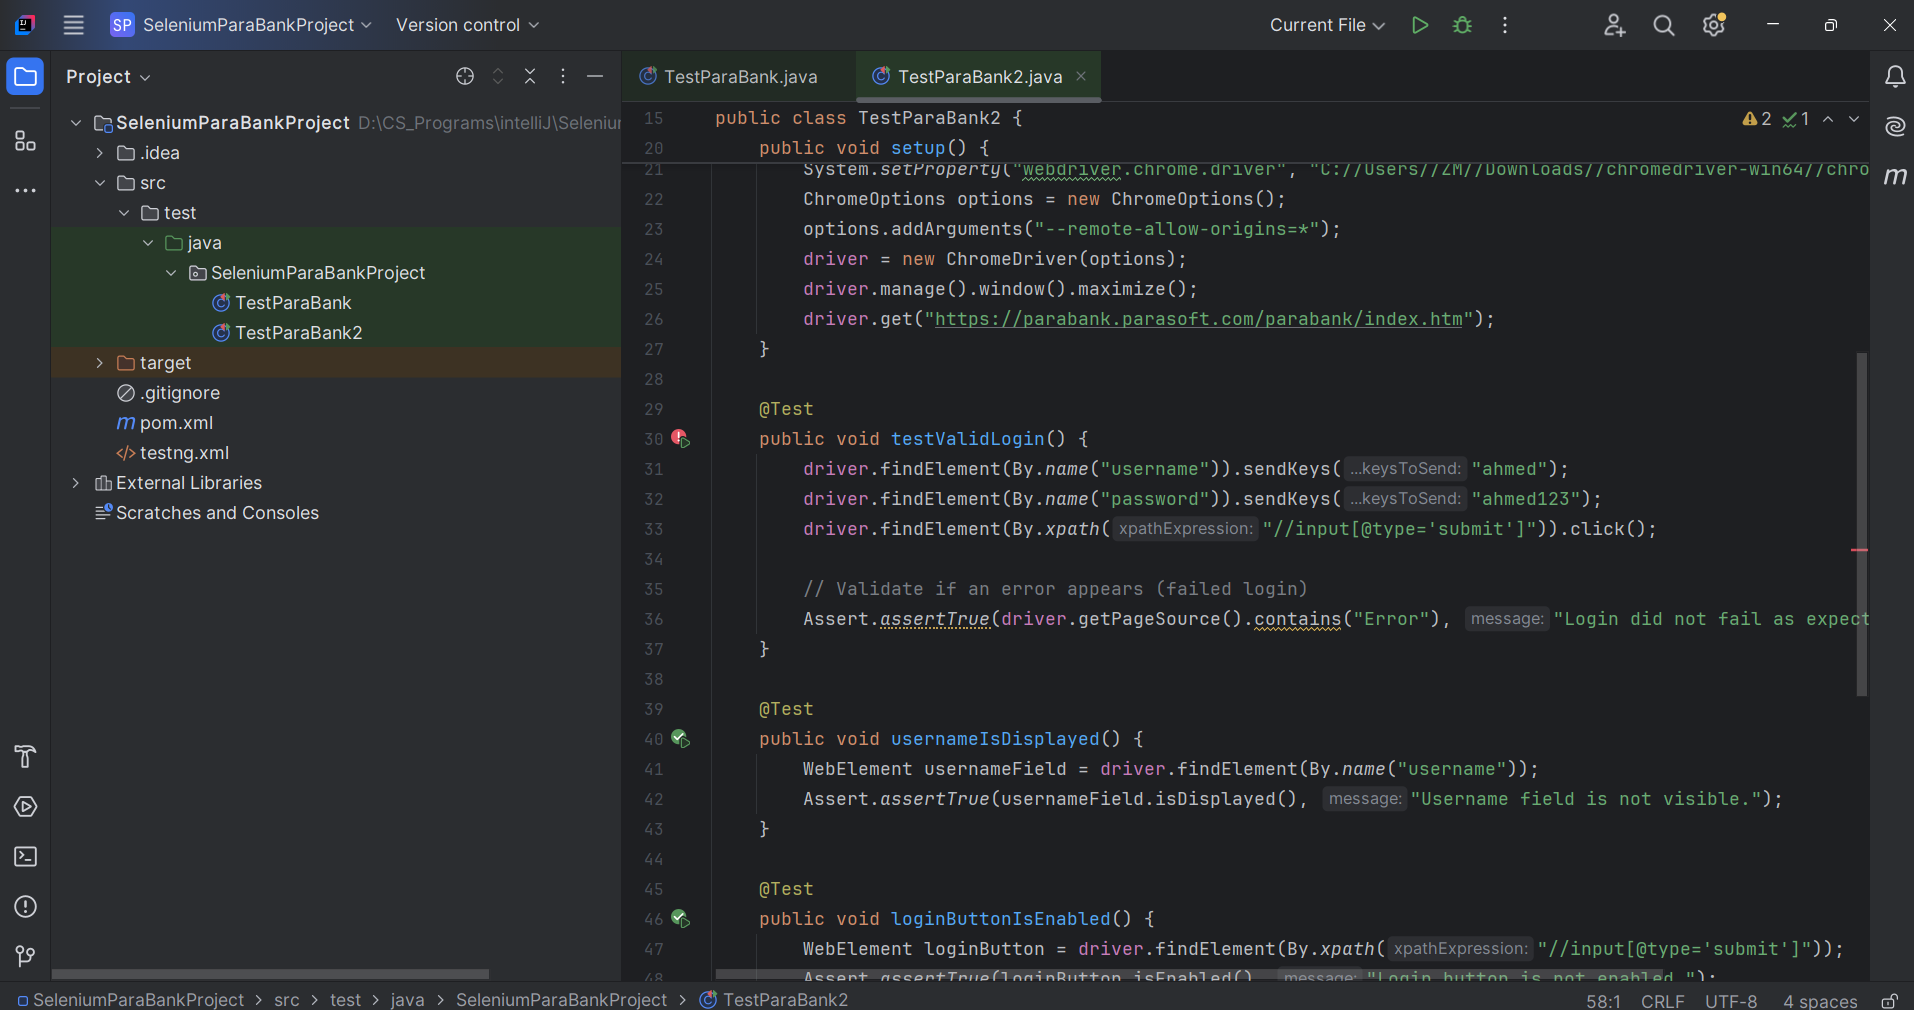 SP SeleniumParaBankProject Version control Current File
Project
SeleniumParaBankProject D:\CS_Programs\intelliJ\Seleniur
.idea
src
test
java
SeleniumParaBankProject
TestParaBank
TestParaBank2
target
.gitignore
m pom.xml
</> testng.xml
External Libraries
Scratches and Consoles
TestParaBank.java TestParaBank2.java
2 1
15 public class TestParaBank2 {
20 public void setup() {
21 System.setProperty("webdriver.chrome.driver", "C://Users//ZM//Downloads//chromedriver-win64//chro
22 ChromeOptions options = new ChromeOptions();
23 options.addArguments("--remote-allow-origins=*");
24 driver = new ChromeDriver(options);
25 driver.manage().window().maximize();
26 driver.get("https://parabank.parasoft.com/parabank/index.htm");
27 }
28
29 @Test
30 public void testValidLogin() {
31 driver.findElement(By.name("username")).sendKeys( ...keysToSend: "ahmed");
32 driver.findElement(By.name("password")).sendKeys( ...keysToSend: "ahmed123");
33 driver.findElement(By.xpath( xpathExpression: "//input[@type='submit']")).click();
34
35 // Validate if an error appears (failed login)
36 Assert.assertTrue(driver.getPageSource().contains("Error"), message: "Login did not fail as expect
37 }
38
39 @Test
40 public void usernameIsDisplayed() {
41 WebElement usernameField = driver.findElement(By.name("username"));
42 Assert.assertTrue(usernameField.isDisplayed(), message: "Username field is not visible.");
43 }
44
45 @Test
46 public void loginButtonIsEnabled() {
47 WebElement loginButton = driver.findElement(By.xpath( xpathExpression: "//input[@type='submit']"));
48 Assert.assertTrue(loginButton.isEnabled(), message: "Login button is not enabled.");
m
SeleniumParaBankProject > src > test > java > SeleniumParaBankProject > TestParaBank2
58:1 CRLF UTF-8 4 spaces